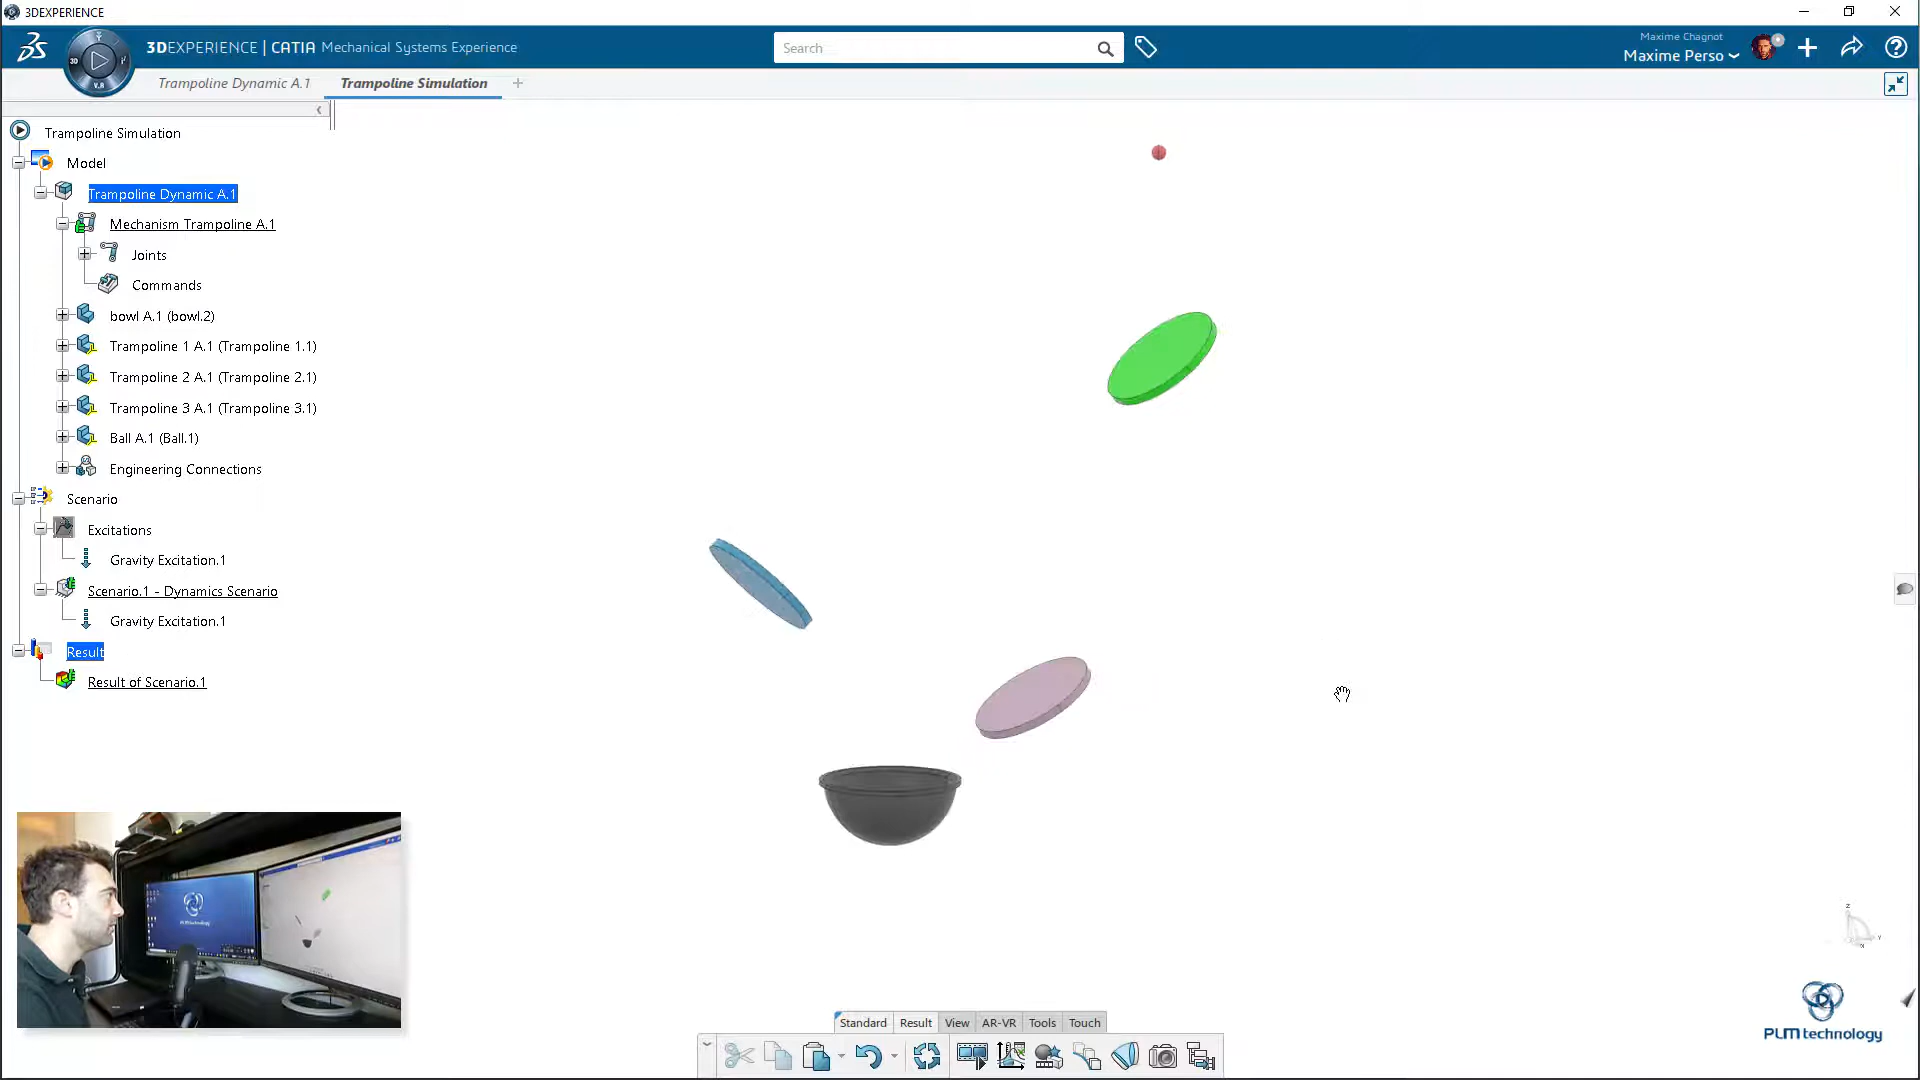 3DEXPERIENCE
3DEXPERIENCE | CATIA Mechanical Systems Experience
Search
Maxime Chagnot
Maxime Perso
3D
V.R
Trampoline Dynamic A.1
Trampoline Simulation
Trampoline Simulation
Model
Trampoline Dynamic A.1
Mechanism Trampoline A.1
Joints
Commands
bowl A.1 (bowl.2)
Trampoline 1 A.1 (Trampoline 1.1)
Trampoline 2 A.1 (Trampoline 2.1)
Trampoline 3 A.1 (Trampoline 3.1)
Ball A.1 (Ball.1)
Engineering Connections
Scenario
Excitations
Gravity Excitation.1
Scenario.1 - Dynamics Scenario
Gravity Excitation.1
Result
Result of Scenario.1
PLMtechnology
Standard
Result
View
AR-VR
Tools
Touch
PLMtechnology